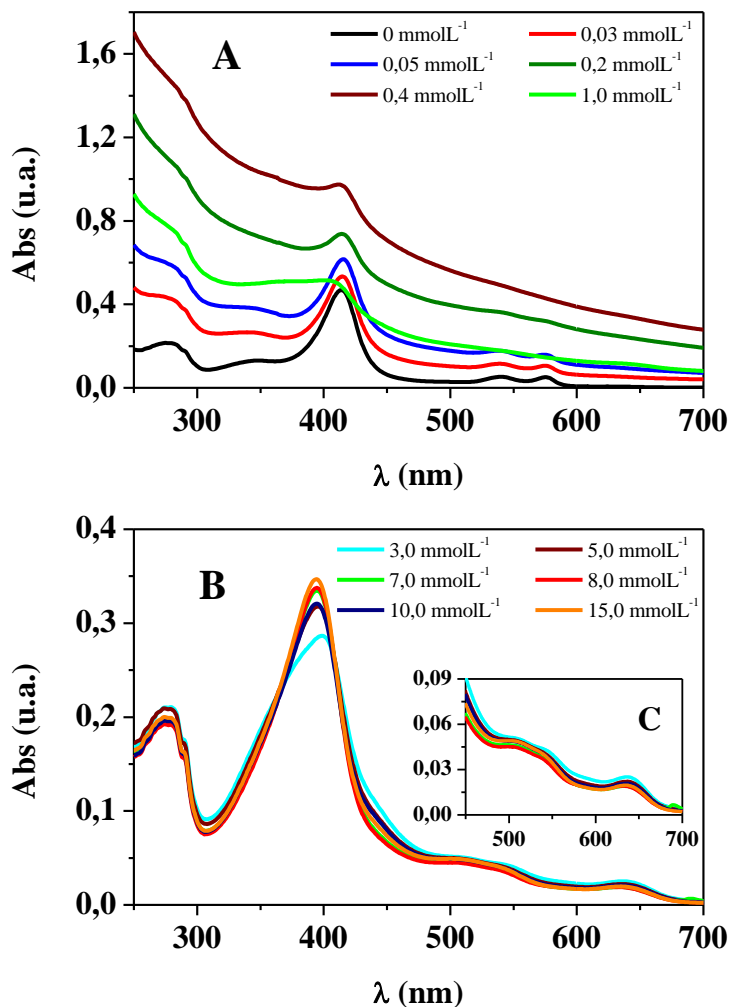 A
0 mmolL⁻¹ 0,03 mmolL⁻¹
0,05 mmolL⁻¹ 0,2 mmolL⁻¹
0,4 mmolL⁻¹ 1,0 mmolL⁻¹
1,6
1,2
0,8
0,4
0,0
Abs (u.a.)
300 400 500 600 700
λ (nm)
B
3,0 mmolL⁻¹ 5,0 mmolL⁻¹
7,0 mmolL⁻¹ 8,0 mmolL⁻¹
10,0 mmolL⁻¹ 15,0 mmolL⁻¹
0,4
0,3
0,2
0,1
0,0
Abs (u.a.)
C
0,09
0,06
0,03
0,00
500 600 700
300 400 500 600 700
λ (nm)